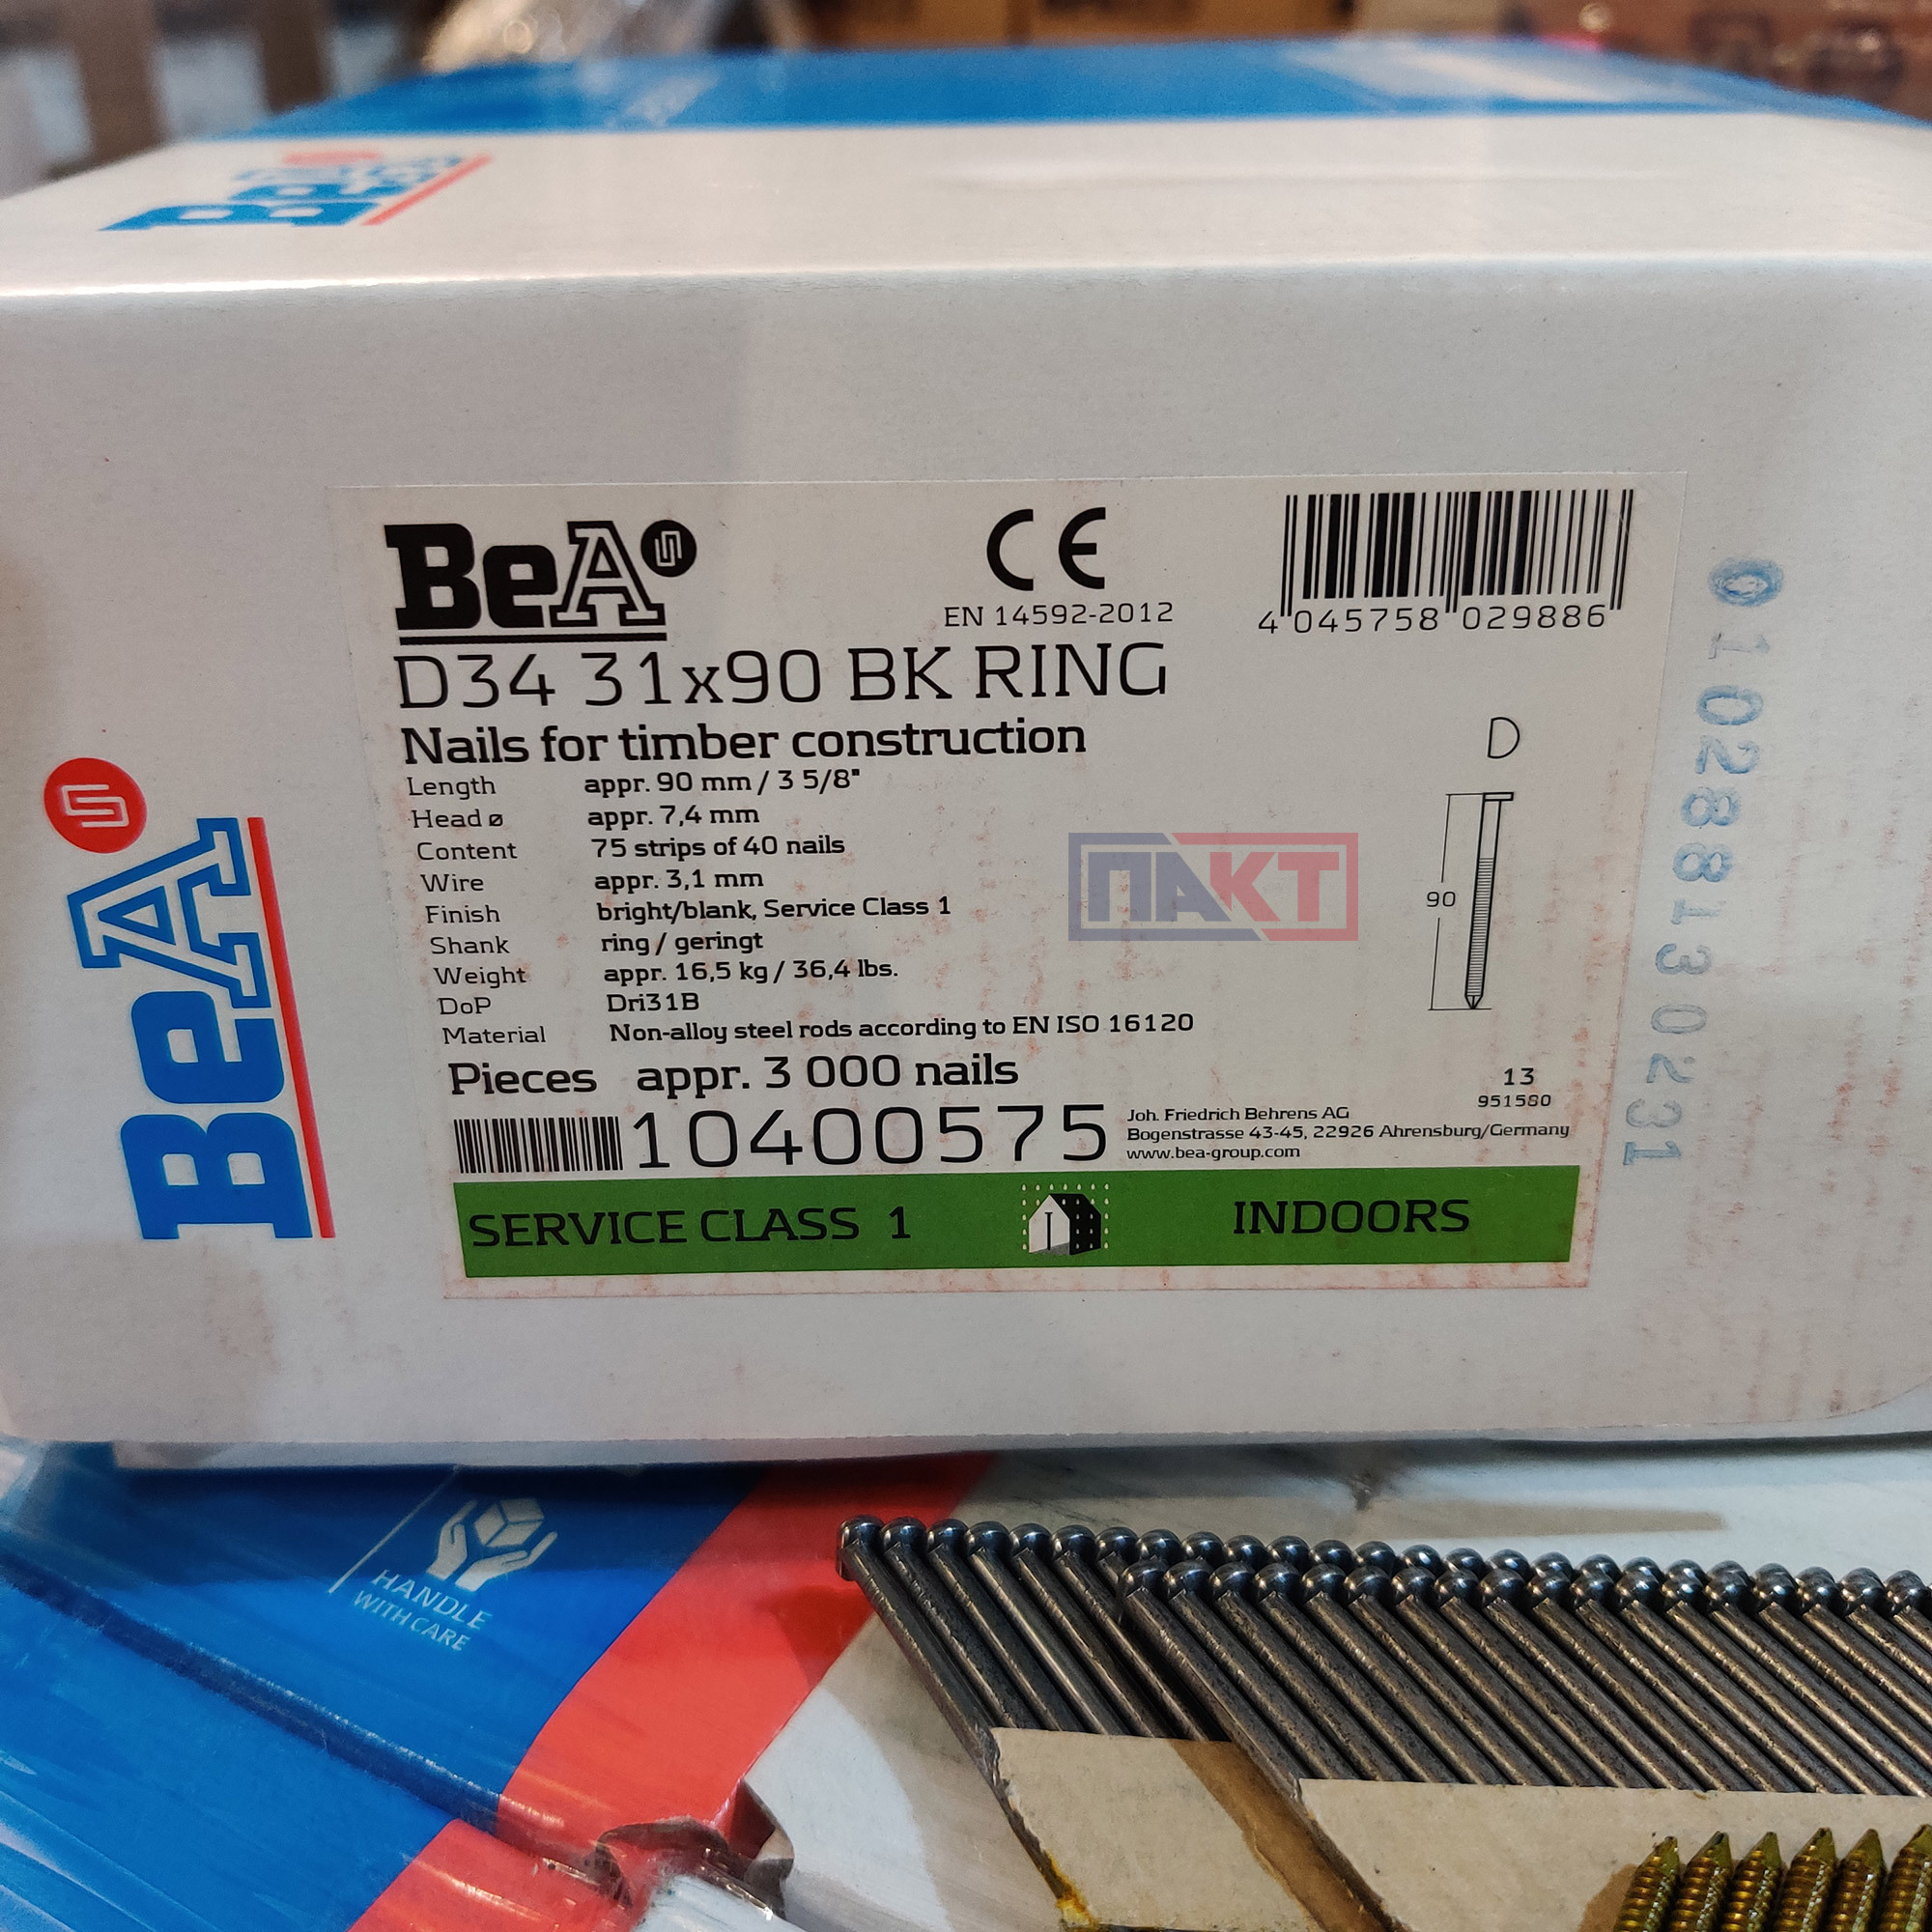 BeA
BeA
BeA
CE
EN 14592-2012
4 045758 029886
D34 31x90 BK RING
Nails for timber construction
Length appr. 90 mm / 3 5/8"
Head ø appr. 7,4 mm
Content 75 strips of 40 nails
Wire appr. 3,1 mm
Finish bright/blank, Service Class 1
Shank ring / geringt
Weight appr. 16,5 kg / 36,4 lbs.
DoP Dri31B
Material Non-alloy steel rods according to EN ISO 16120
Pieces appr. 3 000 nails
10400575
D
90
13
951580
Joh. Friedrich Behrens AG
Bogenstrasse 43-45, 22926 Ahrensburg/Germany
www.bea-group.com
SERVICE CLASS 1 INDOORS
ПАКТ
010288130231
HANDLE
WITH CARE